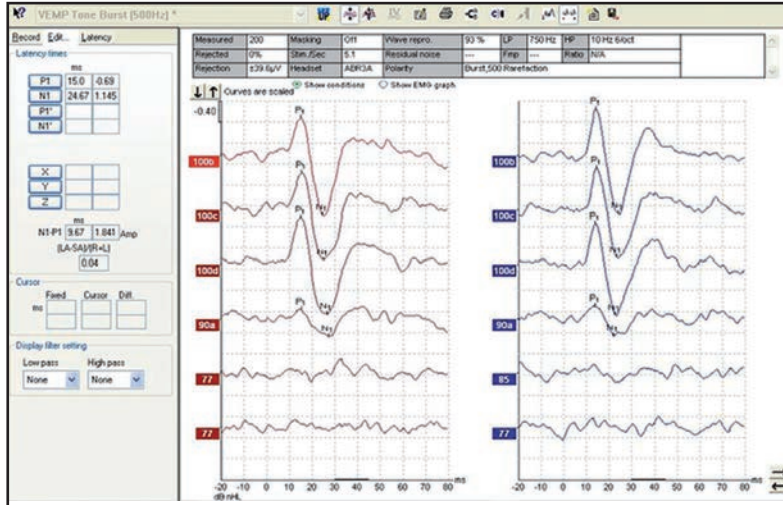 VEMP Tone Burst [500Hz] *
Record Edit... Latency
Latency times
ms
P1 15.0 -0.69
N1 24.67 1.145
P1'
N1'
X
Y
Z
ms
N1-P1 9.67 1.841 Amp
[LA-SA]/[R+L]
0.04
Cursor
Fixed Cursor Diff.
ms
Display filter setting
Low pass High pass
None None
Measured 200 Masking Off Wave repro. 93 % LP 750 Hz HP 10 Hz 6/oct
Rejected 0% Stim./Sec 5.1 Residual noise --- Fmp --- Ratio N/A
Rejection ±39.6µV Headset ABR3A Polarity Burst,500 Rarefaction
Show conditions Show EMG graph
Curves are scaled
-0.40
P1 P1
100b 100b
P1 N1 P1 N1
100c 100c
P1 N1 P1 N1
100d 100d
P1 N1 P1 N1
90a 90a
N1 N1
77 85
77 77
ms ms
-20 -10 0 10 20 30 40 50 60 70 80 -20 -10 0 10 20 30 40 50 60 70 80
dB nHL